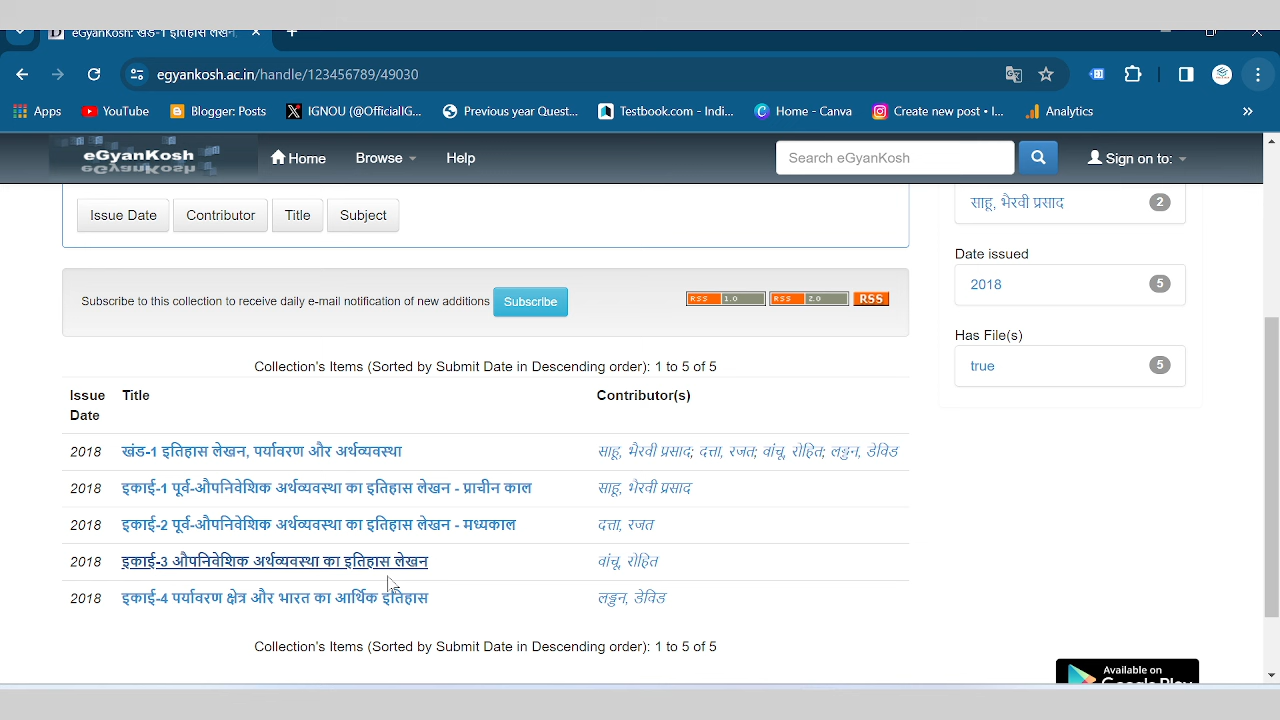 eGyanKosh: खंड-1 इतिहास लेखन,
egyankosh.ac.in/handle/123456789/49030
Apps YouTube Blogger: Posts IGNOU (@OfficialIG... Previous year Quest... Testbook.com - Indi... Home - Canva Create new post • I... Analytics
eGyanKosh Home Browse Help Search eGyanKosh Sign on to:
Issue Date Contributor Title Subject
साहू, भैरवी प्रसाद 2
Date issued
2018 5
Subscribe to this collection to receive daily e-mail notification of new additions Subscribe RSS 1.0 RSS 2.0 RSS
Has File(s)
true 5
Collection's Items (Sorted by Submit Date in Descending order): 1 to 5 of 5
Issue Date Title Contributor(s)
2018 खंड-1 इतिहास लेखन, पर्यावरण और अर्थव्यवस्था साहू, भैरवी प्रसाद; दत्ता, रजत; वांचू, रोहित; लड्डन, डेविड
2018 इकाई-1 पूर्व-औपनिवेशिक अर्थव्यवस्था का इतिहास लेखन - प्राचीन काल साहू, भैरवी प्रसाद
2018 इकाई-2 पूर्व-औपनिवेशिक अर्थव्यवस्था का इतिहास लेखन - मध्यकाल दत्ता, रजत
2018 इकाई-3 औपनिवेशिक अर्थव्यवस्था का इतिहास लेखन वांचू, रोहित
2018 इकाई-4 पर्यावरण क्षेत्र और भारत का आर्थिक इतिहास लड्डन, डेविड
Collection's Items (Sorted by Submit Date in Descending order): 1 to 5 of 5
Available on
Google Play